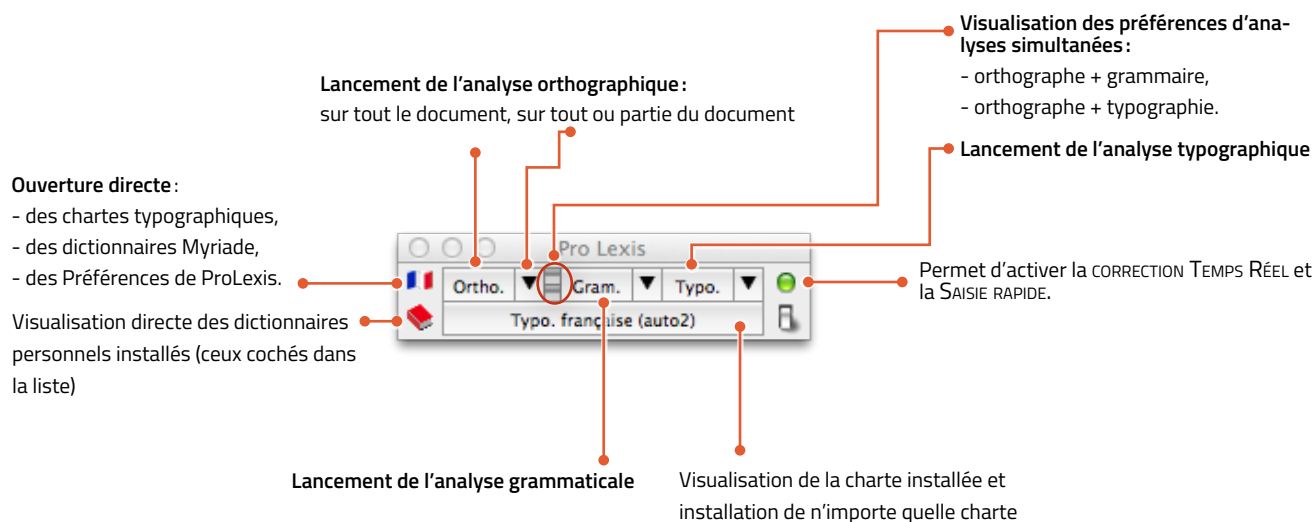 Visualisation des préférences d’ana-
lyses simultanées :
- orthographe + grammaire,
- orthographe + typographie.
Lancement de l’analyse orthographique :
sur tout le document, sur tout ou partie du document
Lancement de l’analyse typographique
Ouverture directe :
- des chartes typographiques,
- des dictionnaires Myriade,
- des Préférences de ProLexis.
Visualisation directe des dictionnaires
personnels installés (ceux cochés dans
la liste)
Pro Lexis
Ortho. Gram. Typo.
Typo. française (auto2)
Permet d’activer la correction Temps Réel et
la Saisie rapide.
Lancement de l’analyse grammaticale
Visualisation de la charte installée et
installation de n’importe quelle charte